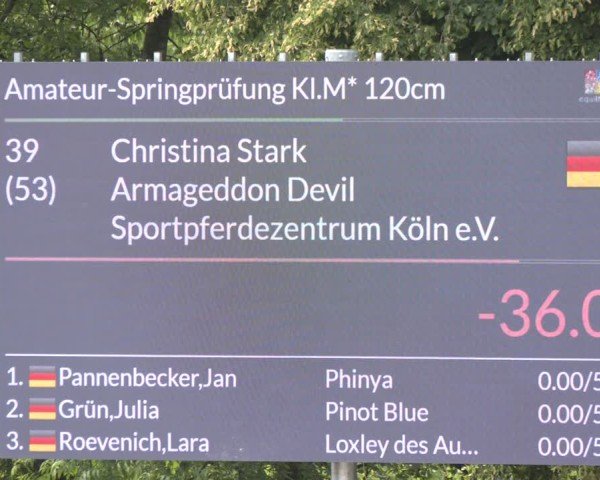 Amateur-Springprüfung Kl.M* 120cm
39 Christina Stark
(53) Armageddon Devil
Sportpferdezentrum Köln e.V.
-36.0
1. Pannenbecker,Jan Phinya 0.00/5
2. Grün,Julia Pinot Blue 0.00/5
3. Roevenich,Lara Loxley des Au... 0.00/5